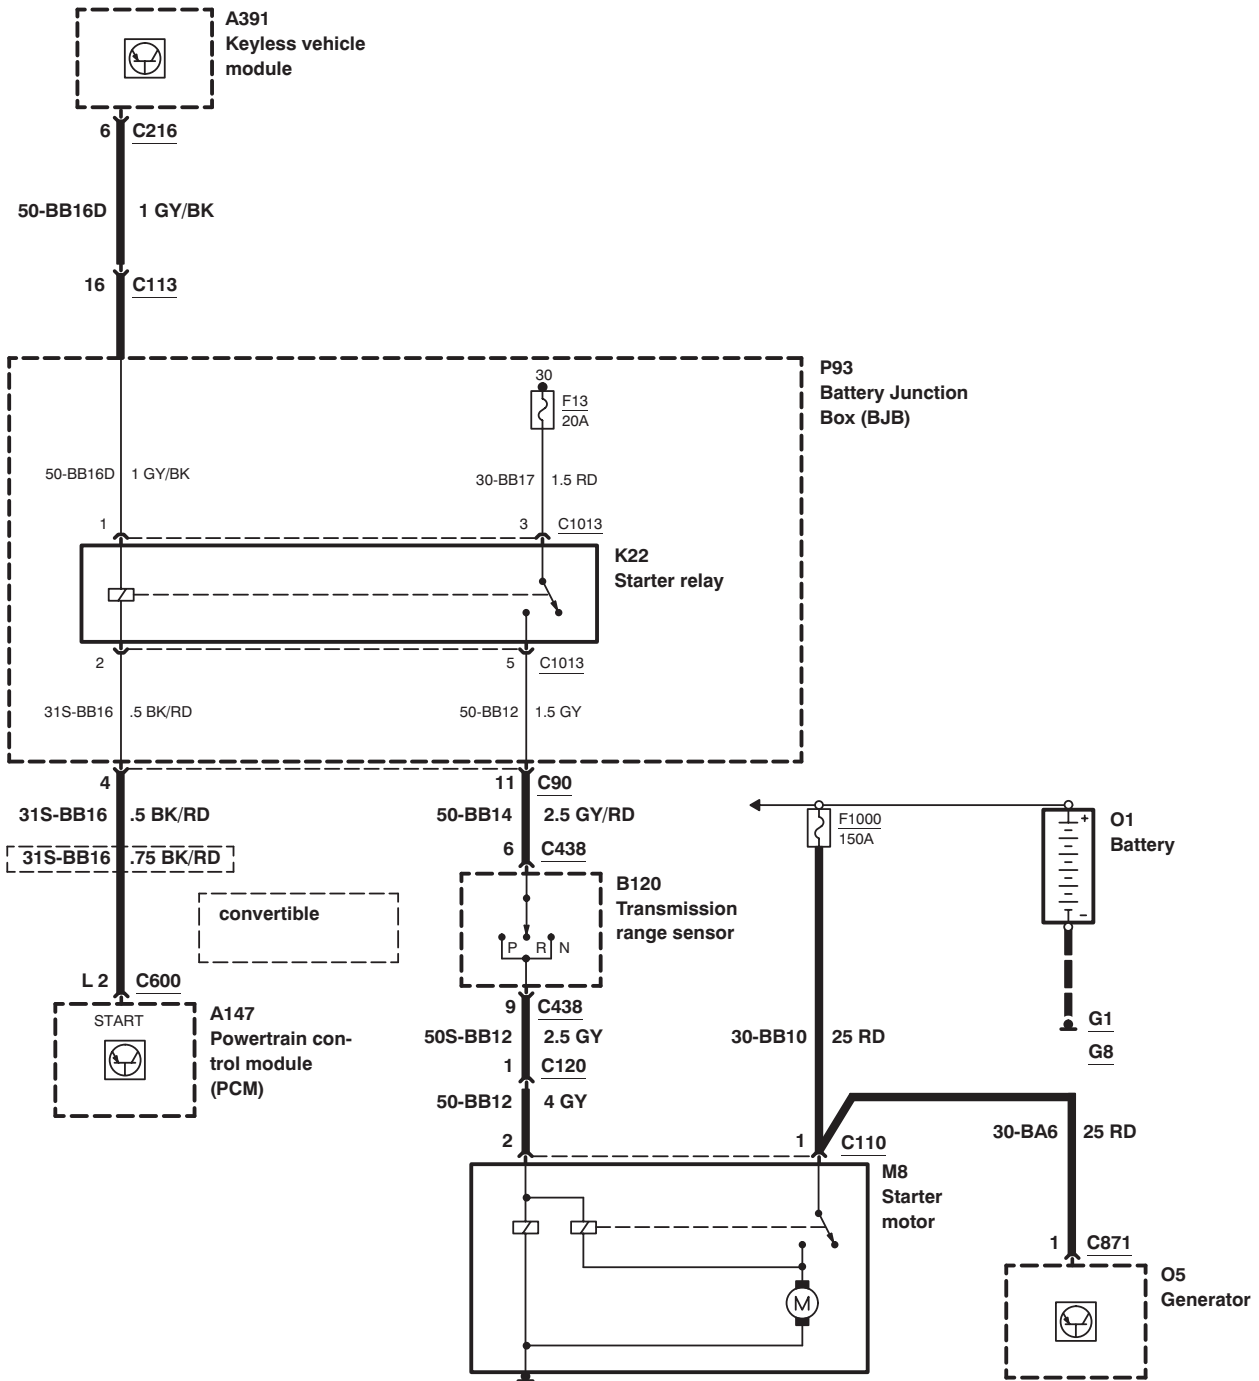 A391
Keyless vehicle
module
6 C216
50-BB16D 1 GY/BK
16 C113
P93
Battery Junction
Box (BJB)
30
F13
20A
50-BB16D 1 GY/BK
30-BB17 1.5 RD
1 3 C1013
K22
Starter relay
2 5 C1013
31S-BB16 .5 BK/RD
50-BB12 1.5 GY
4 11 C90
31S-BB16 .5 BK/RD
50-BB14 2.5 GY/RD
F1000
150A
+
O1
Battery
31S-BB16 .75 BK/RD
6 C438
B120
Transmission
range sensor
convertible
P R N
-
L 2 C600
START
A147
Powertrain con-
trol module
(PCM)
9 C438
50S-BB12 2.5 GY
30-BB10 25 RD
G1
G8
1 C120
50-BB12 4 GY
2 1 C110
30-BA6 25 RD
M8
Starter
motor
1 C871
M
O5
Generator